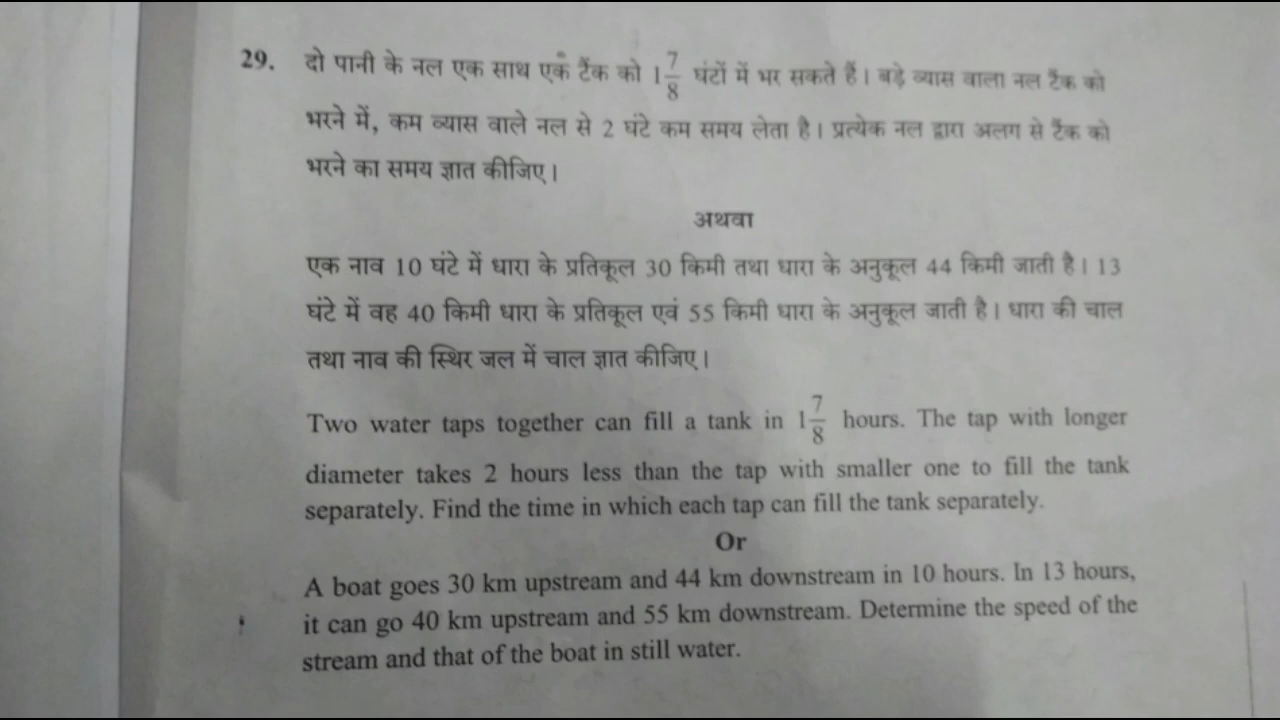 29. दो पानी के नल एक साथ एक टैंक को 1 7/8 घंटों में भर सकते हैं। बड़े व्यास वाला नल टैंक को
भरने में, कम व्यास वाले नल से 2 घंटे कम समय लेता है। प्रत्येक नल द्वारा अलग से टैंक को
भरने का समय ज्ञात कीजिए।
अथवा
एक नाव 10 घंटे में धारा के प्रतिकूल 30 किमी तथा धारा के अनुकूल 44 किमी जाती है। 13
घंटे में वह 40 किमी धारा के प्रतिकूल एवं 55 किमी धारा के अनुकूल जाती है। धारा की चाल
तथा नाव की स्थिर जल में चाल ज्ञात कीजिए।
Two water taps together can fill a tank in 1 7/8 hours. The tap with longer
diameter takes 2 hours less than the tap with smaller one to fill the tank
separately. Find the time in which each tap can fill the tank separately.
Or
A boat goes 30 km upstream and 44 km downstream in 10 hours. In 13 hours,
it can go 40 km upstream and 55 km downstream. Determine the speed of the
stream and that of the boat in still water.